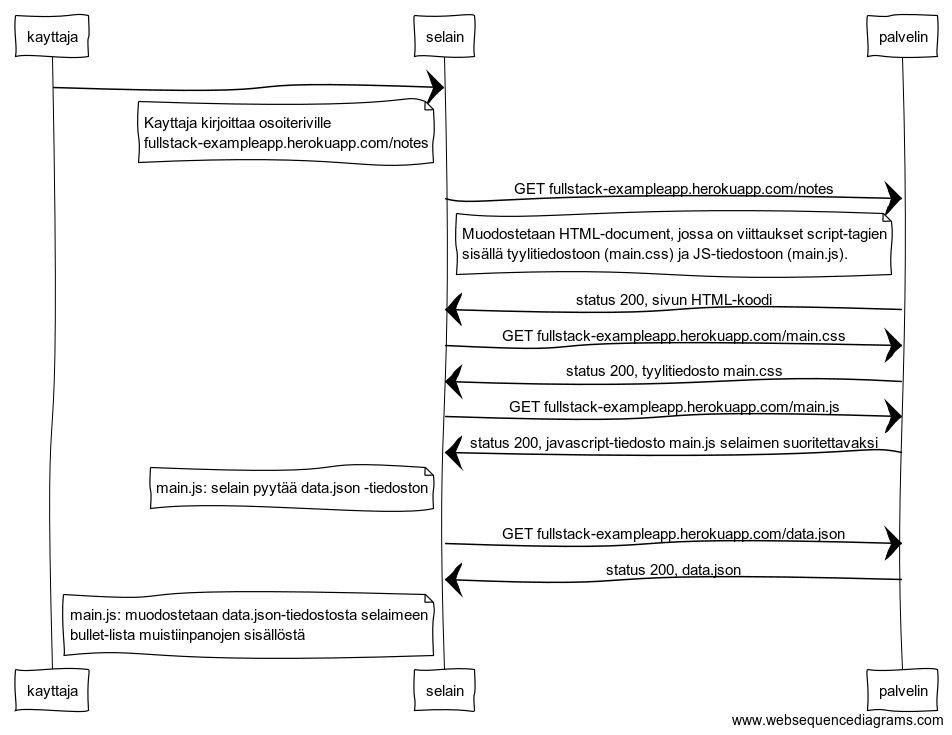 kayttaja
selain
palvelin
Kayttaja kirjoittaa osoiteriville
fullstack-exampleapp.herokuapp.com/notes
GET fullstack-exampleapp.herokuapp.com/notes
Muodostetaan HTML-document, jossa on viittaukset script-tagien
sisällä tyylitiedostoon (main.css) ja JS-tiedostoon (main.js).
status 200, sivun HTML-koodi
GET fullstack-exampleapp.herokuapp.com/main.css
status 200, tyylitiedosto main.css
GET fullstack-exampleapp.herokuapp.com/main.js
status 200, javascript-tiedosto main.js selaimen suoritettavaksi
main.js: selain pyytää data.json -tiedoston
GET fullstack-exampleapp.herokuapp.com/data.json
status 200, data.json
main.js: muodostetaan data.json-tiedostosta selaimeen
bullet-lista muistiinpanojen sisällöstä
kayttaja
selain
palvelin
www.websequencediagrams.com